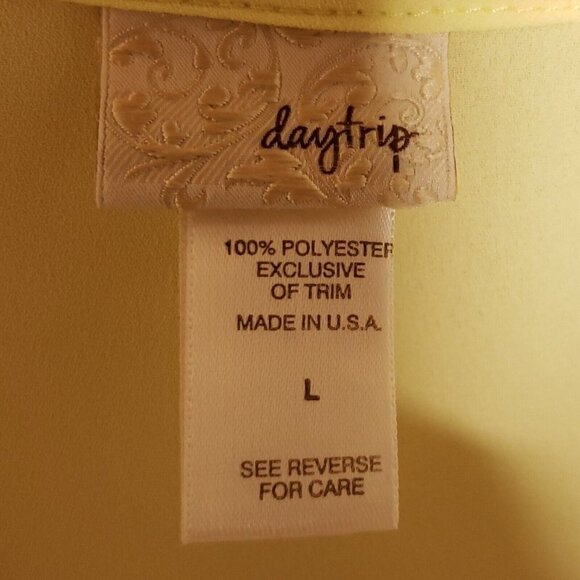 daytrip
100% POLYESTER
EXCLUSIVE
OF TRIM
MADE IN U.S.A.
L
SEE REVERSE
FOR CARE